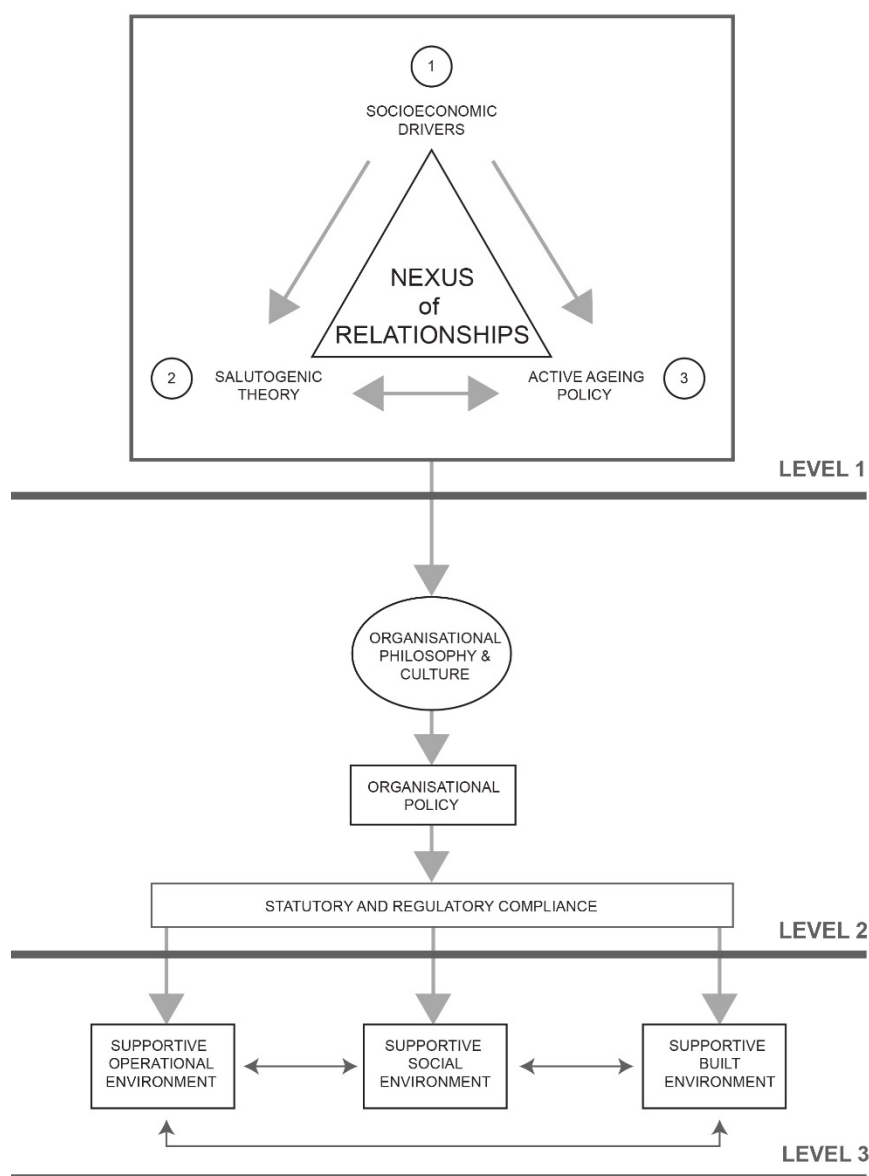 1
SOCIOECONOMIC
DRIVERS
NEXUS
of
RELATIONSHIPS
2
SALUTOGENIC
THEORY
ACTIVE AGEING
POLICY
3
LEVEL 1
ORGANISATIONAL
PHILOSOPHY &
CULTURE
ORGANISATIONAL
POLICY
STATUTORY AND REGULATORY COMPLIANCE
LEVEL 2
SUPPORTIVE
OPERATIONAL
ENVIRONMENT
SUPPORTIVE
SOCIAL
ENVIRONMENT
SUPPORTIVE
BUILT
ENVIRONMENT
LEVEL 3